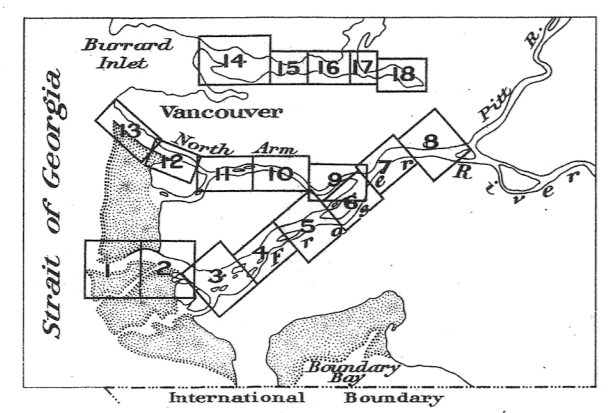 Burrard
Inlet
14
15
16
17
18
Pitt
R.
Strait of Georgia
Vancouver
13
12
North Arm
11
10
9
8
7
6
5
4
3
2
1
Fraser
River
Boundary
Bay
International Boundary